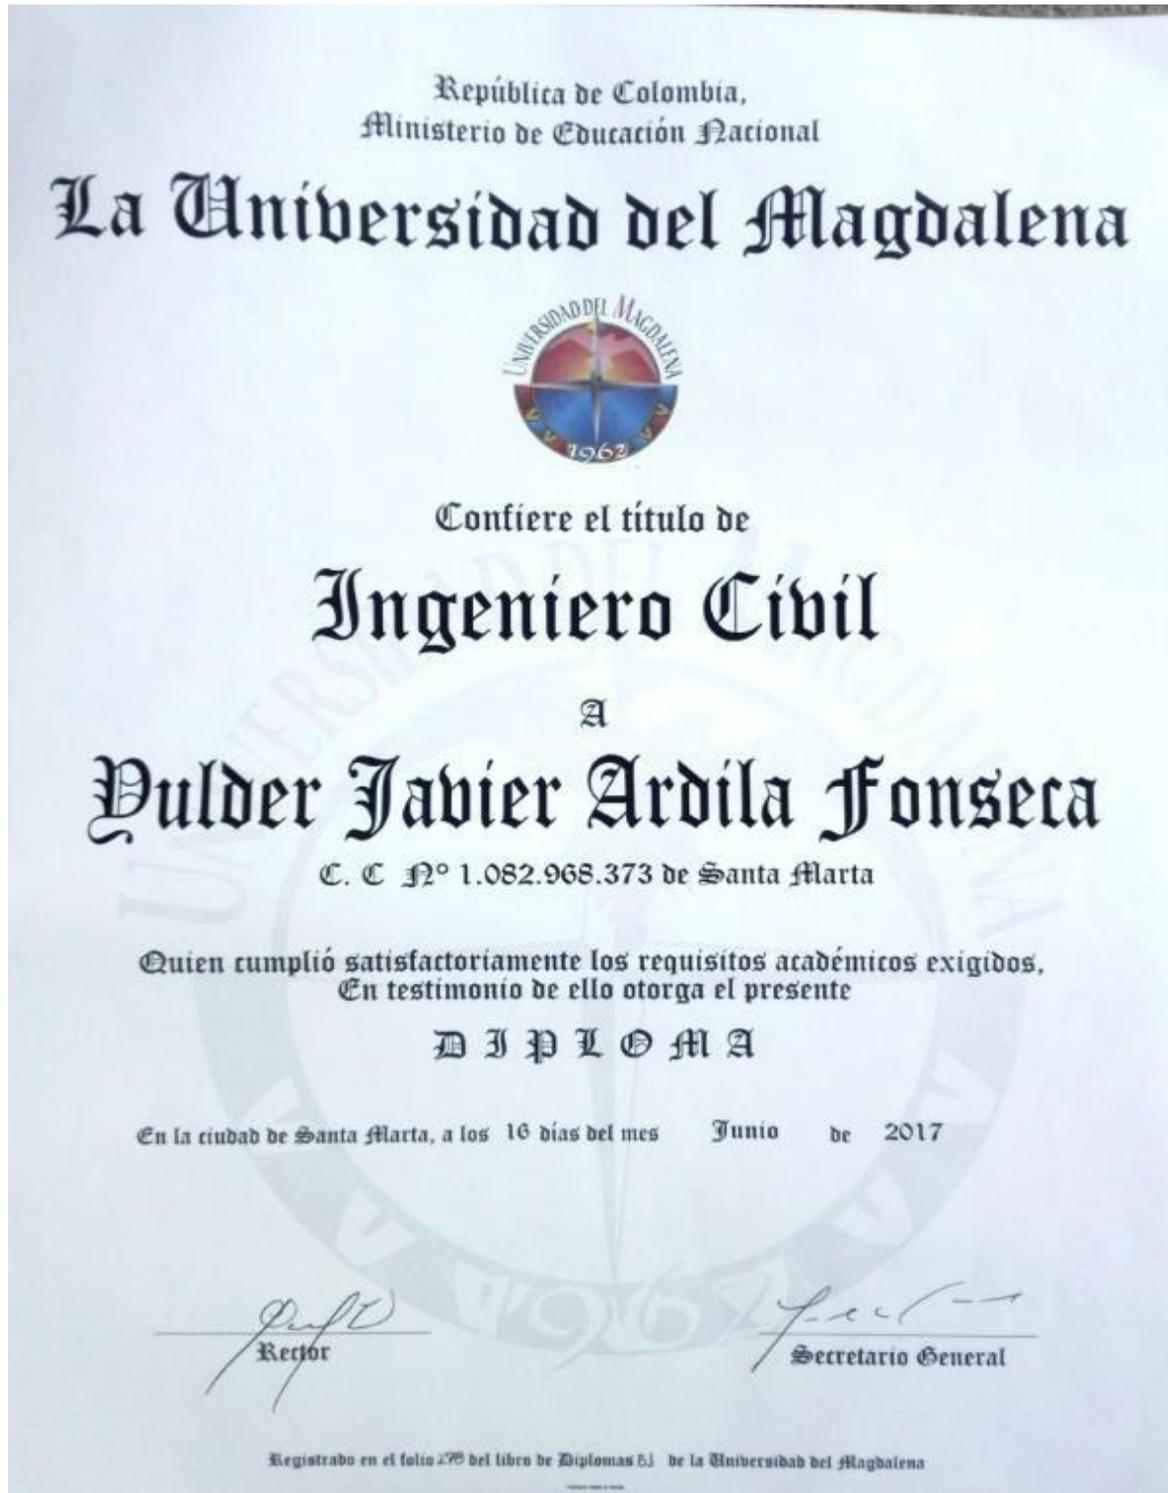 República de Colombia,
Ministerio de Educación Nacional
La Universidad del Magdalena
UNIVERSIDAD DEL MAGDALENA
1962
Confiere el título de
Ingeniero Civil
A
Yulder Javier Ardila Fonseca
C. C Nº 1.082.968.373 de Santa Marta
Quien cumplió satisfactoriamente los requisitos académicos exigidos,
En testimonio de ello otorga el presente
DIPLOMA
En la ciudad de Santa Marta, a los 16 días del mes Junio de 2017
Rector
Secretario General
Registrado en el folio del libro de Diplomas de la Universidad del Magdalena
UNIVERSIDAD DEL MAGDALENA
1962